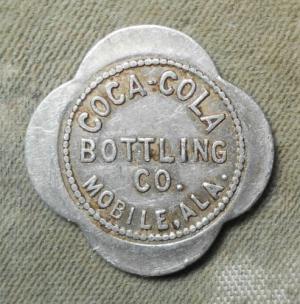 COCA-COLA
BOTTLING
CO.
MOBILE, ALA.